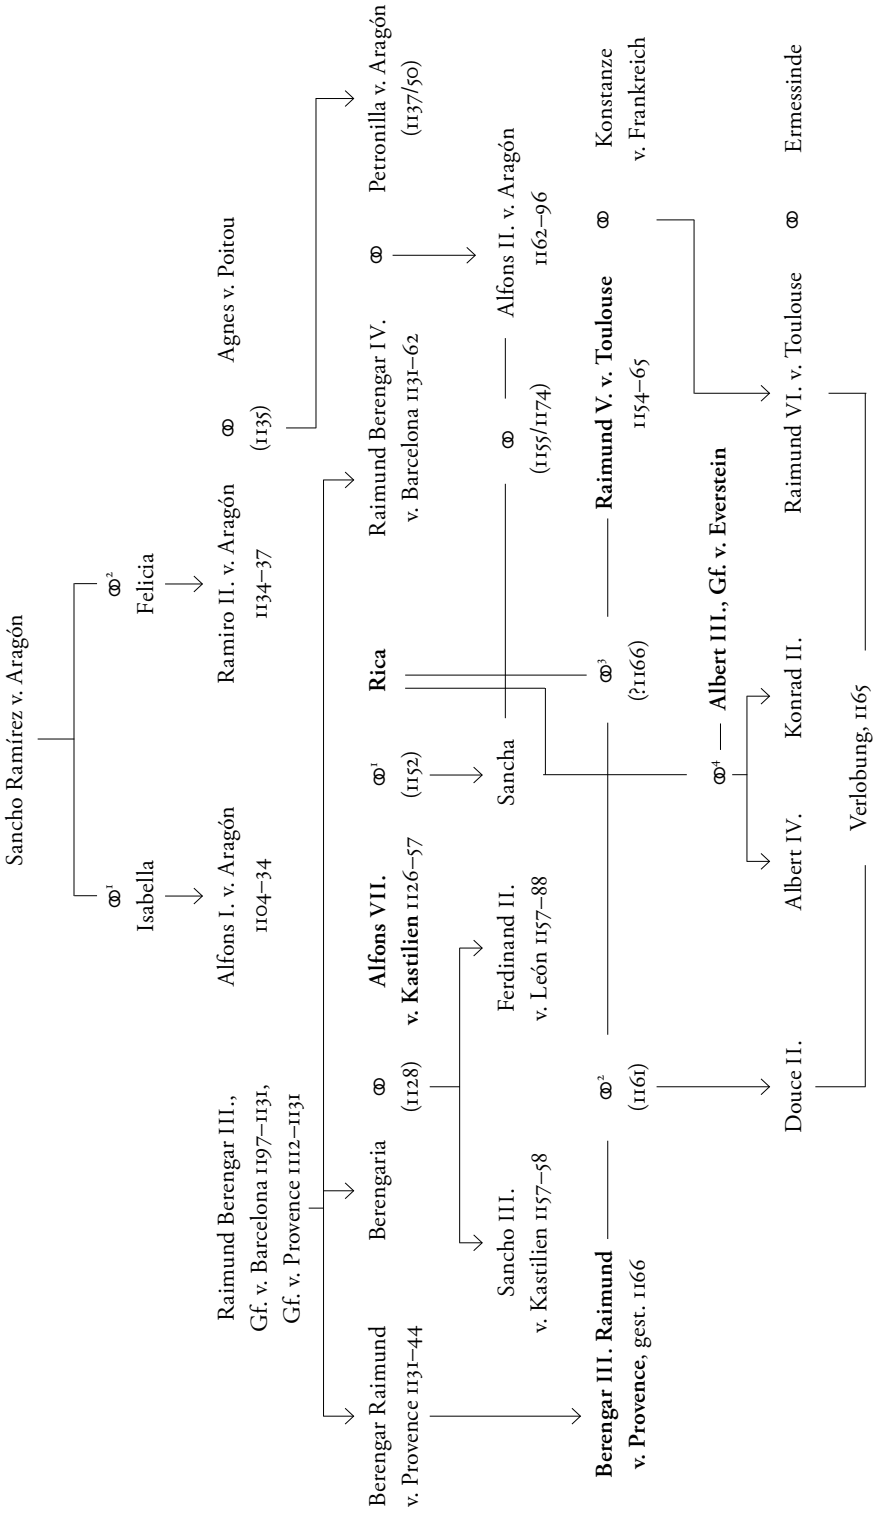 Sancho Ramírez v. Aragón
⚭¹
Isabella
⚭²
Felicia
Raimund Berengar III.,
Gf. v. Barcelona 1197–1131,
Gf. v. Provence 1112–1131
Alfons I. v. Aragón
1104–34
Ramiro II. v. Aragón
1134–37
⚭
(1135)
Agnes v. Poitou
Berengar Raimund
v. Provence 1131–44
Berengaria
⚭
(1128)
Alfons VII.
v. Kastilien 1126–57
⚭¹
(1152)
Rica
Raimund Berengar IV.
v. Barcelona 1131–62
⚭
Petronilla v. Aragón
(1137/50)
Sancho III.
v. Kastilien 1157–58
Ferdinand II.
v. León 1157–88
Sancha
⚭
(1155/1174)
Alfons II. v. Aragón
1162–96
Berengar III. Raimund
v. Provence, gest. 1166
⚭²
(1161)
⚭³
(?1166)
Raimund V. v. Toulouse
1154–65
⚭
Konstanze
v. Frankreich
⚭⁴
Albert III., Gf. v. Everstein
Douce II.
Albert IV.
Konrad II.
Raimund VI. v. Toulouse
⚭
Ermessinde
Verlobung, 1165